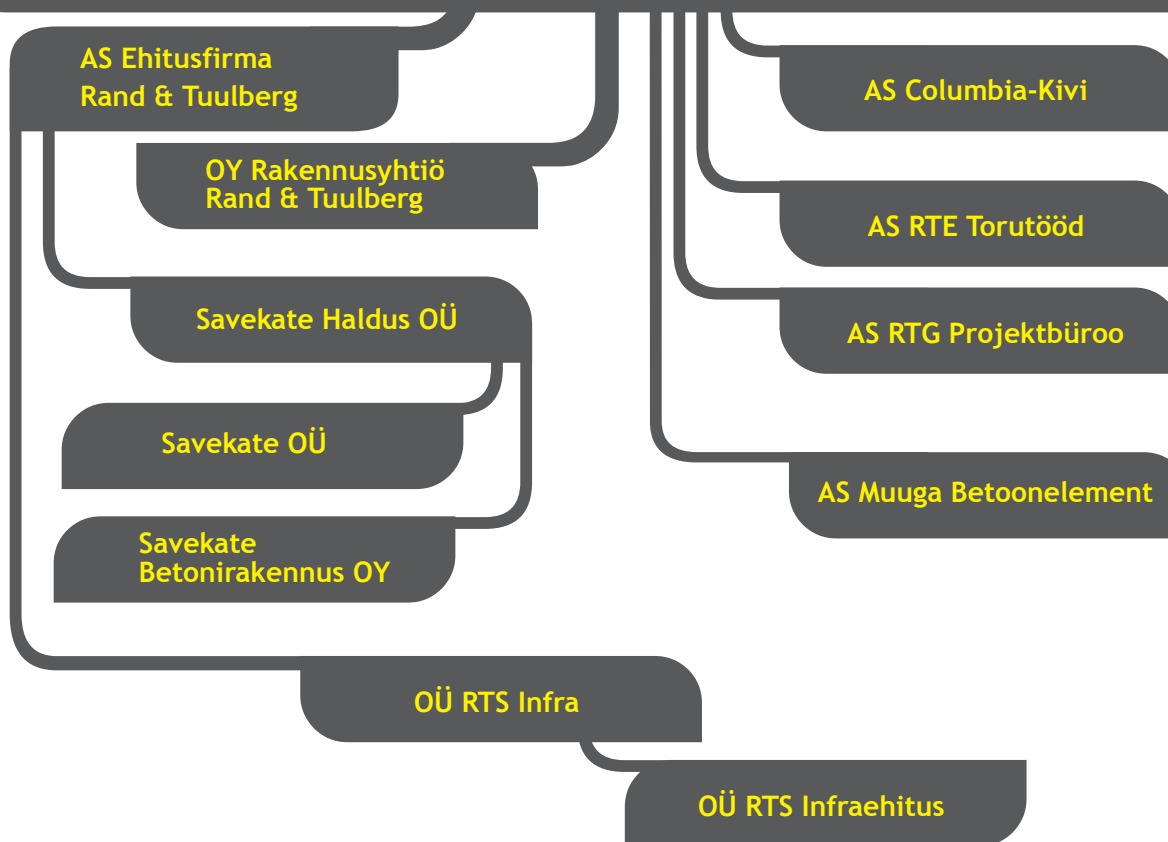 AS Ehitusfirma
Rand & Tuulberg
OY Rakennusyhtiö
Rand & Tuulberg
Savekate Haldus OÜ
Savekate OÜ
Savekate
Betonirakennus OY
OÜ RTS Infra
OÜ RTS Infraehitus
AS Columbia-Kivi
AS RTE Torutööd
AS RTG Projektbüroo
AS Muuga Betoonelement